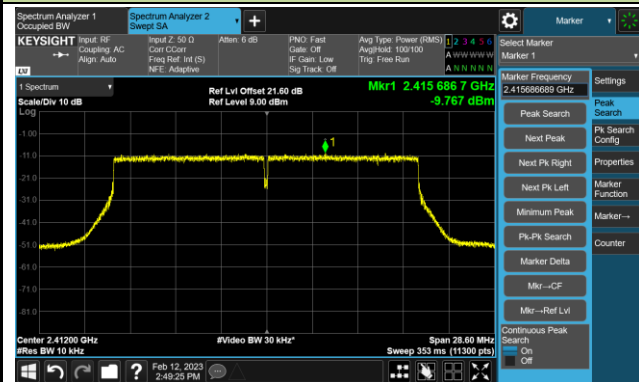 Spectrum Analyzer 1
Occupied BW
Spectrum Analyzer 2
Swept SA
Marker
KEYSIGHT
Input: RF
Coupling: AC
Align: Auto
Input Z: 50 Ω
Corr CCorr
Freq Ref: Int (S)
NFE: Adaptive
Atten: 6 dB
PNO: Fast
Gate: Off
IF Gain: Low
Sig Track: Off
Avg Type: Power (RMS)
Avg|Hold: 100/100
Trig: Free Run
1 2 3 4 5 6
A W W W W W
A N N N N N
LXI
Select Marker
Marker 1
1 Spectrum
Scale/Div 10 dB
Log
Ref Lvl Offset 21.60 dB
Ref Level 9.00 dBm
Mkr1 2.415 686 7 GHz
-9.767 dBm
1
-1.00
-11.0
-21.0
-31.0
-41.0
-51.0
-61.0
-71.0
-81.0
Center 2.41200 GHz
#Res BW 10 kHz
#Video BW 30 kHz*
Span 28.60 MHz
Sweep 353 ms (11300 pts)
Marker Frequency
2.415686689 GHz
Peak Search
Next Peak
Next Pk Right
Next Pk Left
Minimum Peak
Pk-Pk Search
Marker Delta
Mkr→CF
Mkr→Ref Lvl
Continuous Peak
Search
On
Off
Settings
Peak
Search
Pk Search
Config
Properties
Marker
Function
Marker→
Counter
Feb 12, 2023
2:49:25 PM